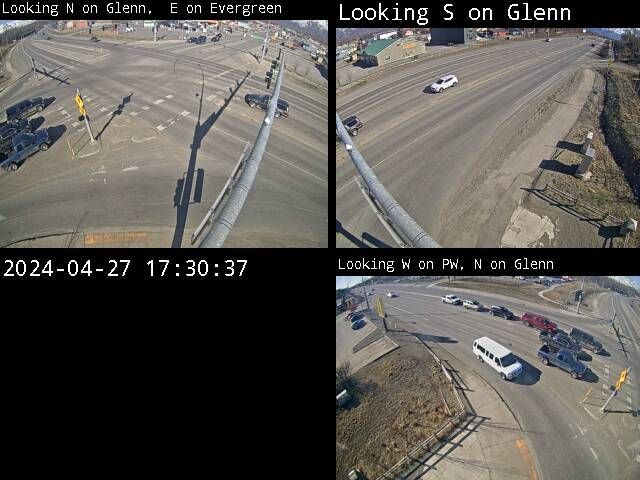 Looking N on Glenn, E on Evergreen
Looking S on Glenn
2024-04-27 17:30:37
Looking W on PW, N on Glenn